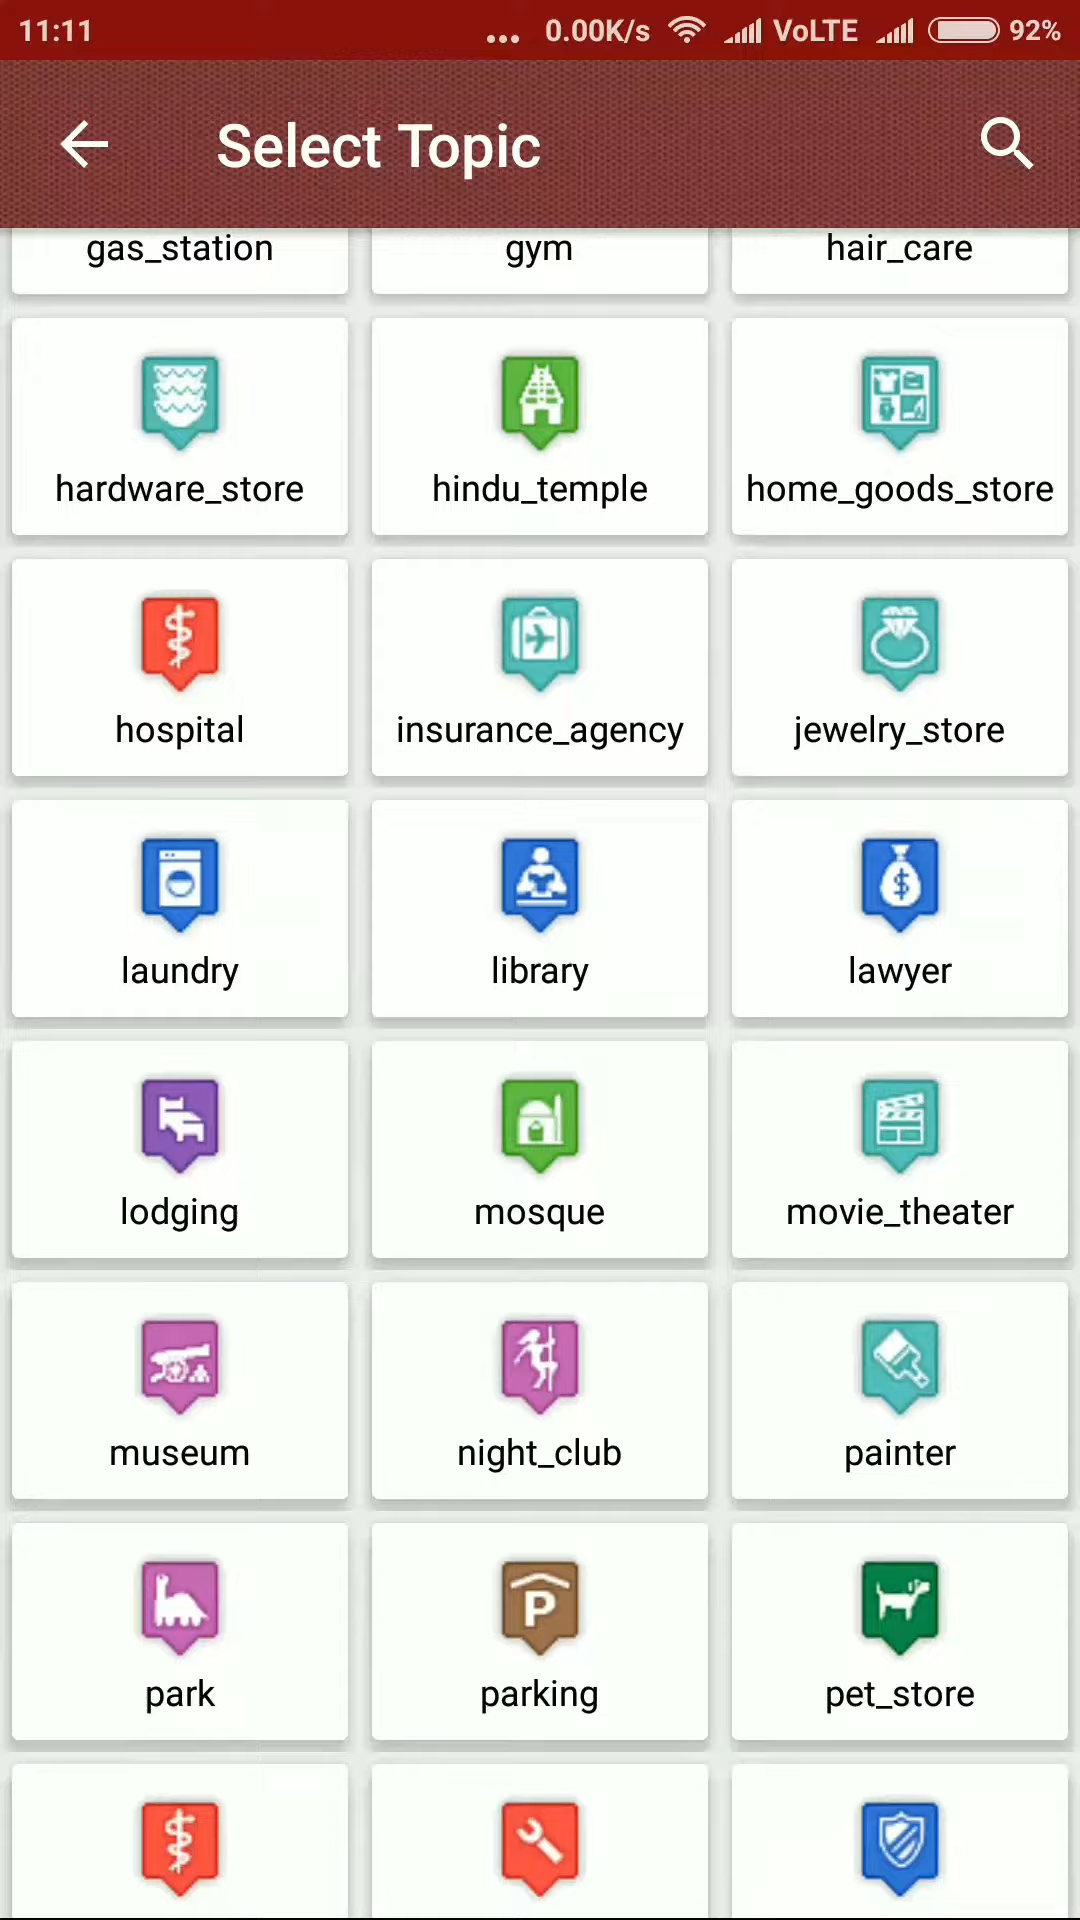 11:11 ... 0.00K/s VoLTE 92%
Select Topic
gas_station gym hair_care
hardware_store hindu_temple home_goods_store
hospital insurance_agency jewelry_store
$
laundry library lawyer
lodging mosque movie_theater
museum night_club painter
P
park parking pet_store